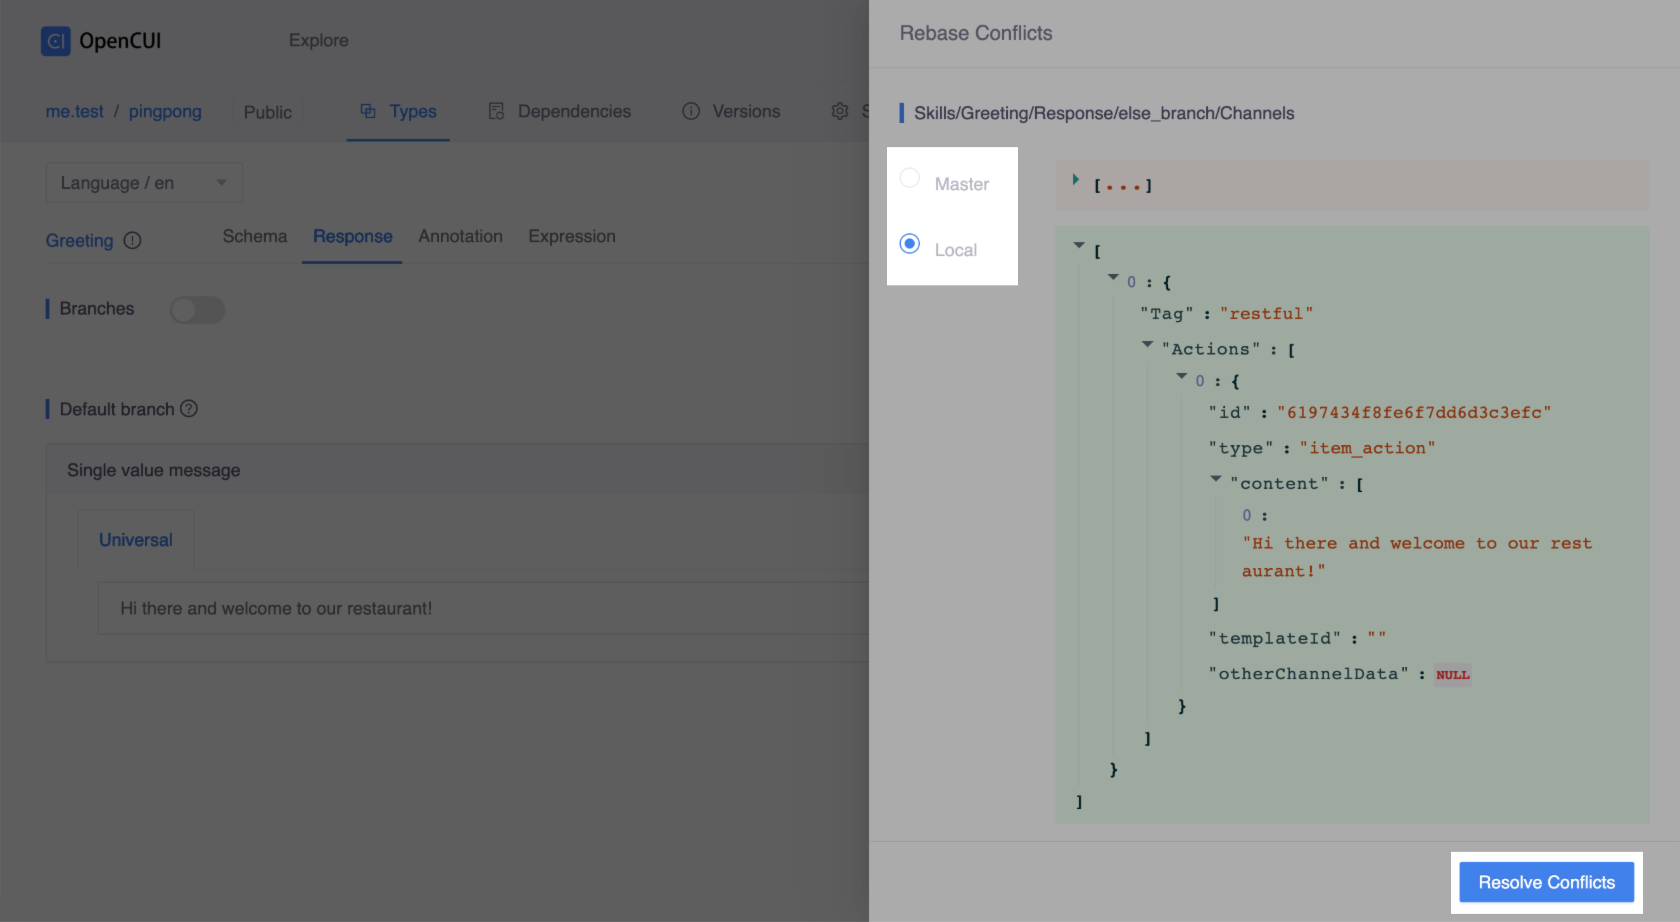 OpenCUI
Explore
me.test / pingpong
Public
Types
Dependencies
Versions
S
Language / en
Greeting
Schema
Response
Annotation
Expression
Branches
Default branch
Single value message
Universal
Hi there and welcome to our restaurant!
Rebase Conflicts
Skills/Greeting/Response/else_branch/Channels
Master
Local
[...]
[
0 : {
"Tag" : "restful"
"Actions" : [
0 : {
"id" : "6197434f8fe6f7dd6d3c3efc"
"type" : "item_action"
"content" : [
0 :
"Hi there and welcome to our rest
aurant!"
]
"templateId" : ""
"otherChannelData" : NULL
}
]
}
]
Resolve Conflicts